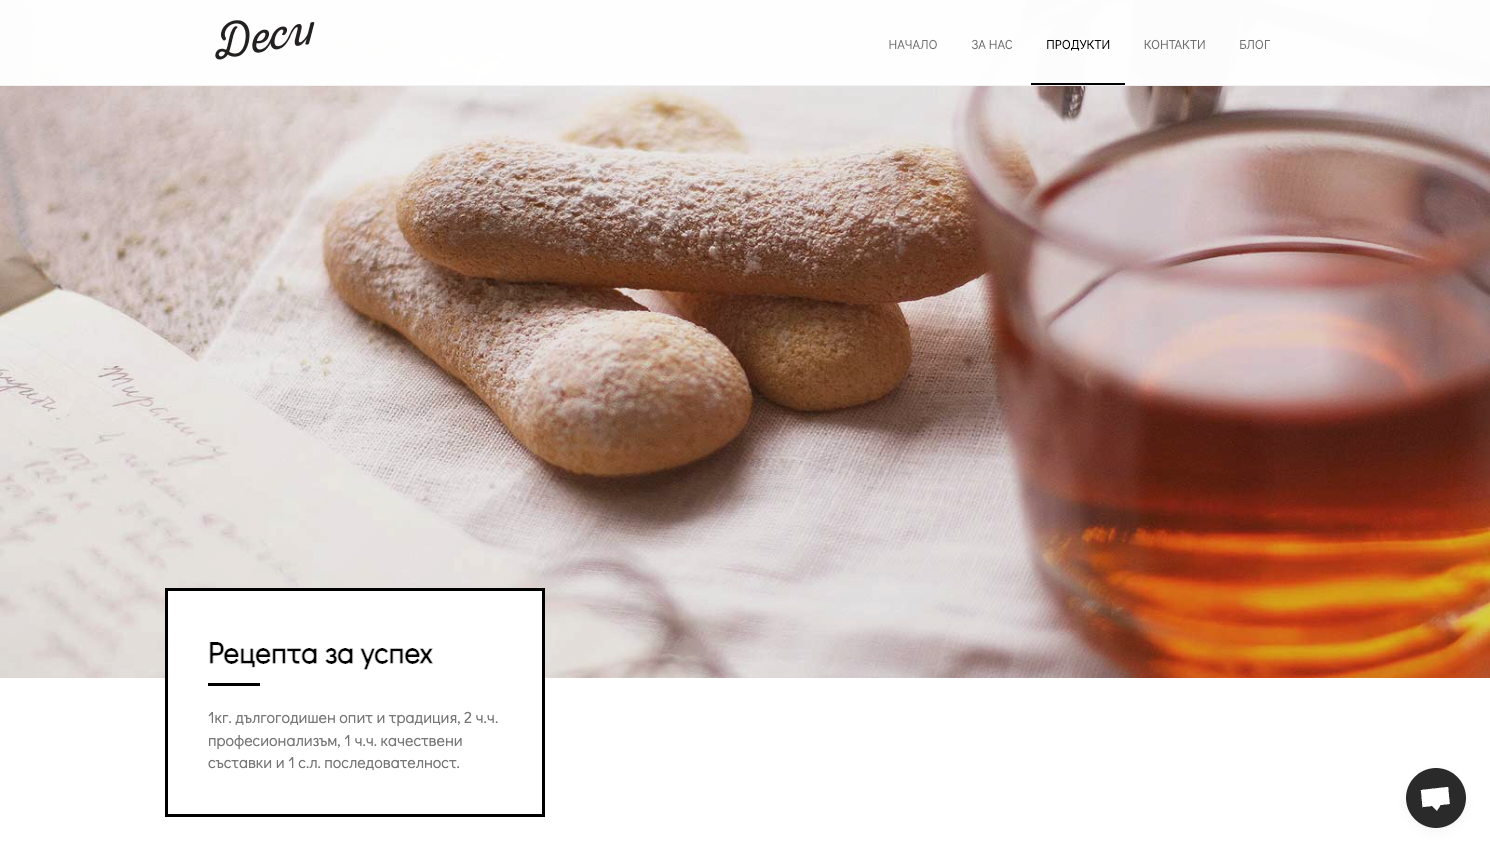 Деси
НАЧАЛО ЗА НАС ПРОДУКТИ КОНТАКТИ БЛОГ
Тирамису
Рецепта за успех
1кг. дългогодишен опит и традиция, 2 ч.ч.
професионализъм, 1 ч.ч. качествени
съставки и 1 с.л. последователност.